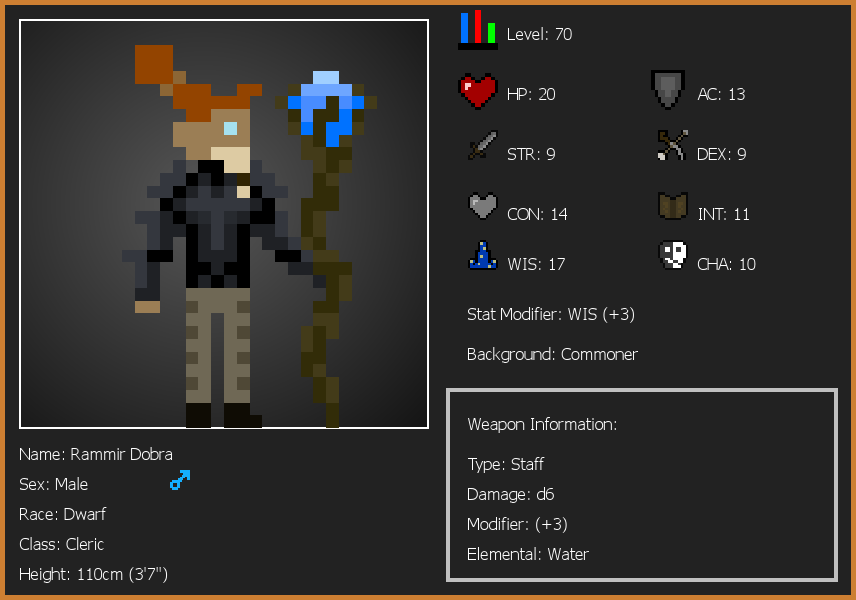 Level: 70
HP: 20
AC: 13
STR: 9
DEX: 9
CON: 14
INT: 11
WIS: 17
CHA: 10
Stat Modifier: WIS (+3)
Background: Commoner
Weapon Information:
Type: Staff
Damage: d6
Modifier: (+3)
Elemental: Water
Name: Rammir Dobra
Sex: Male
Race: Dwarf
Class: Cleric
Height: 110cm (3'7")